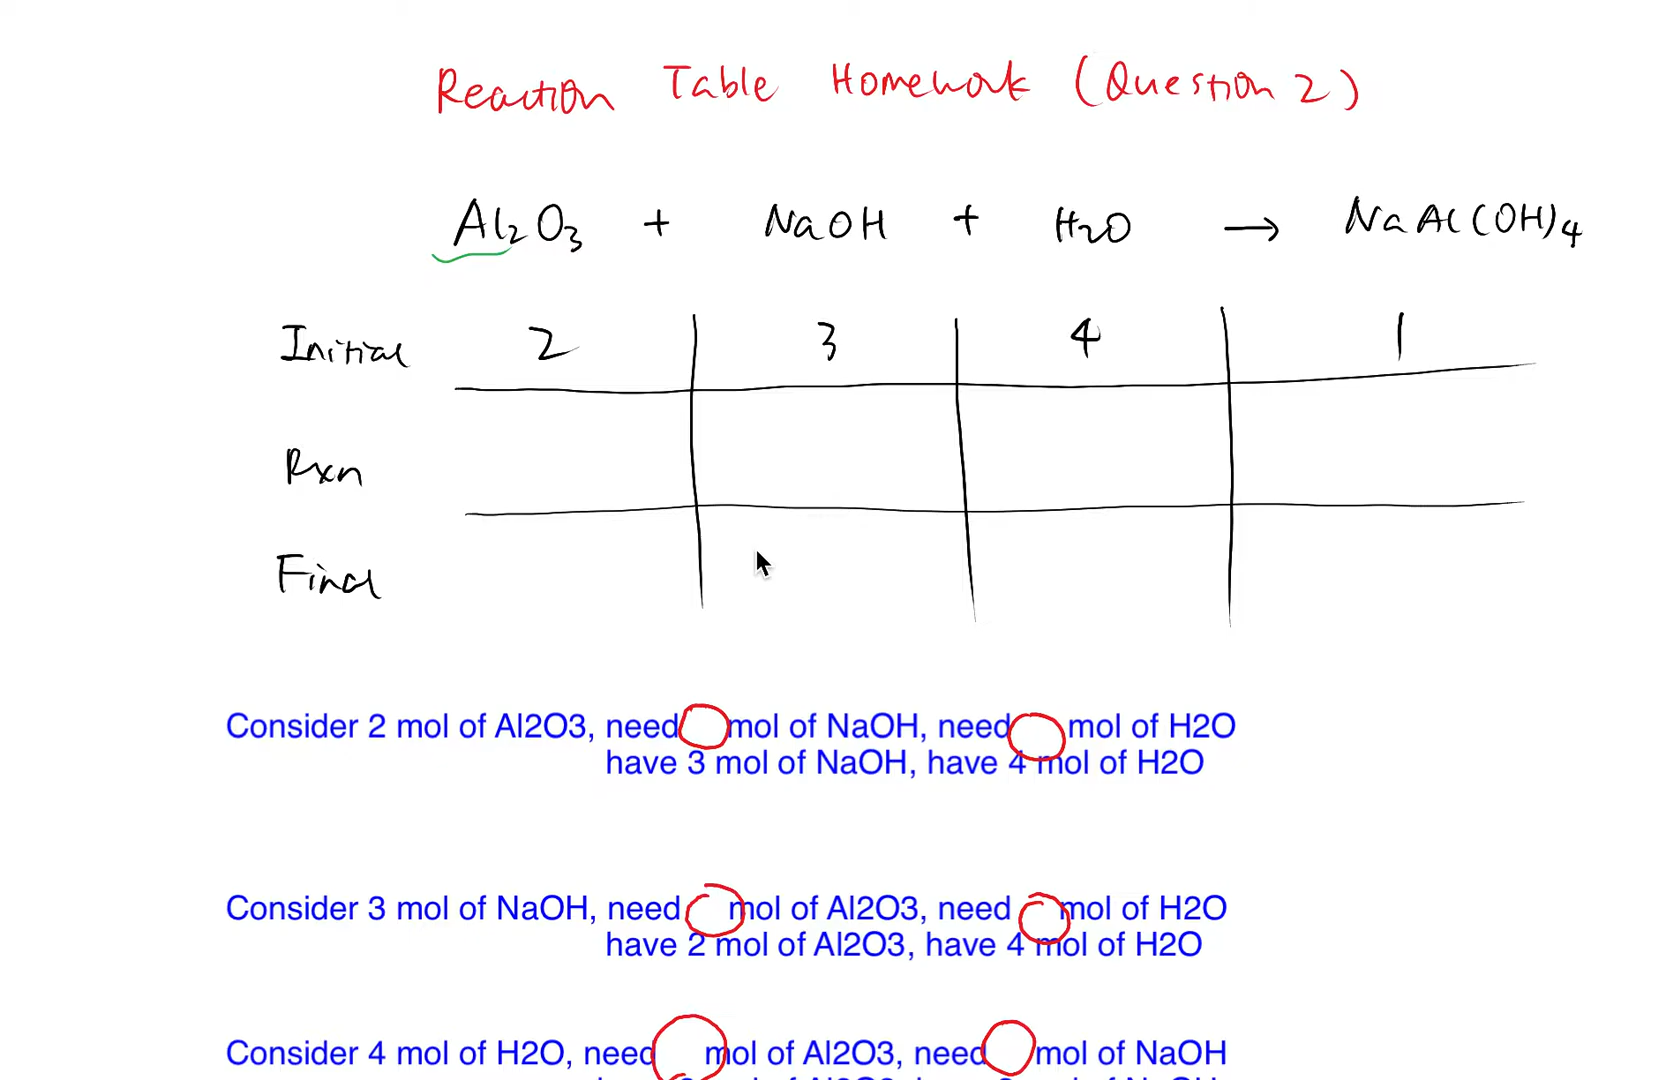 Reaction Table Homework (Question 2)
Al2O3 + NaOH + H2O → NaAl(OH)4
Initial 2 3 4 1
Rxn
Final
Consider 2 mol of Al2O3, need mol of NaOH, need mol of H2O
have 3 mol of NaOH, have 4 mol of H2O
Consider 3 mol of NaOH, need mol of Al2O3, need mol of H2O
have 2 mol of Al2O3, have 4 mol of H2O
Consider 4 mol of H2O, need mol of Al2O3, need mol of NaOH